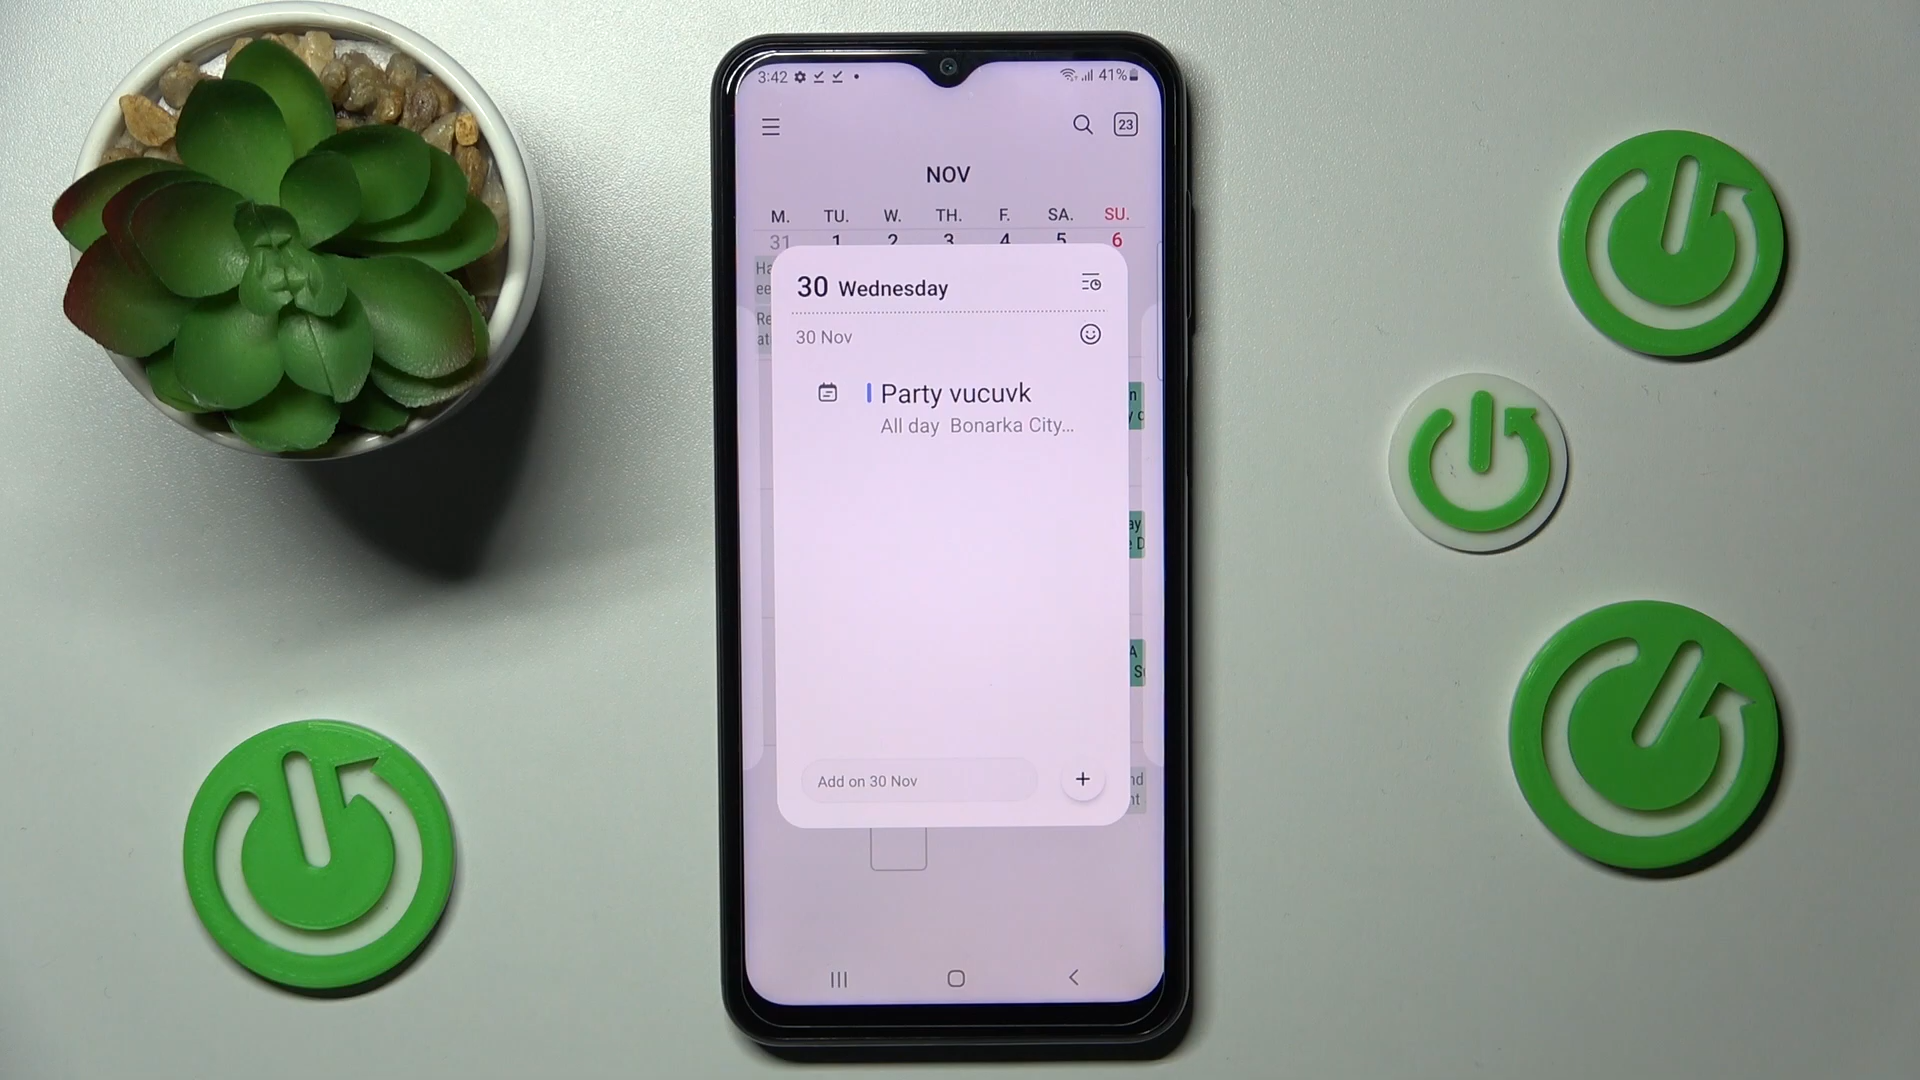 3:42 41%
23
NOV
M. TU. W. TH. F. SA. SU.
31 1 2 3 4 5 6
30 Wednesday
30 Nov
Party vucuvk
All day Bonarka City...
Add on 30 Nov